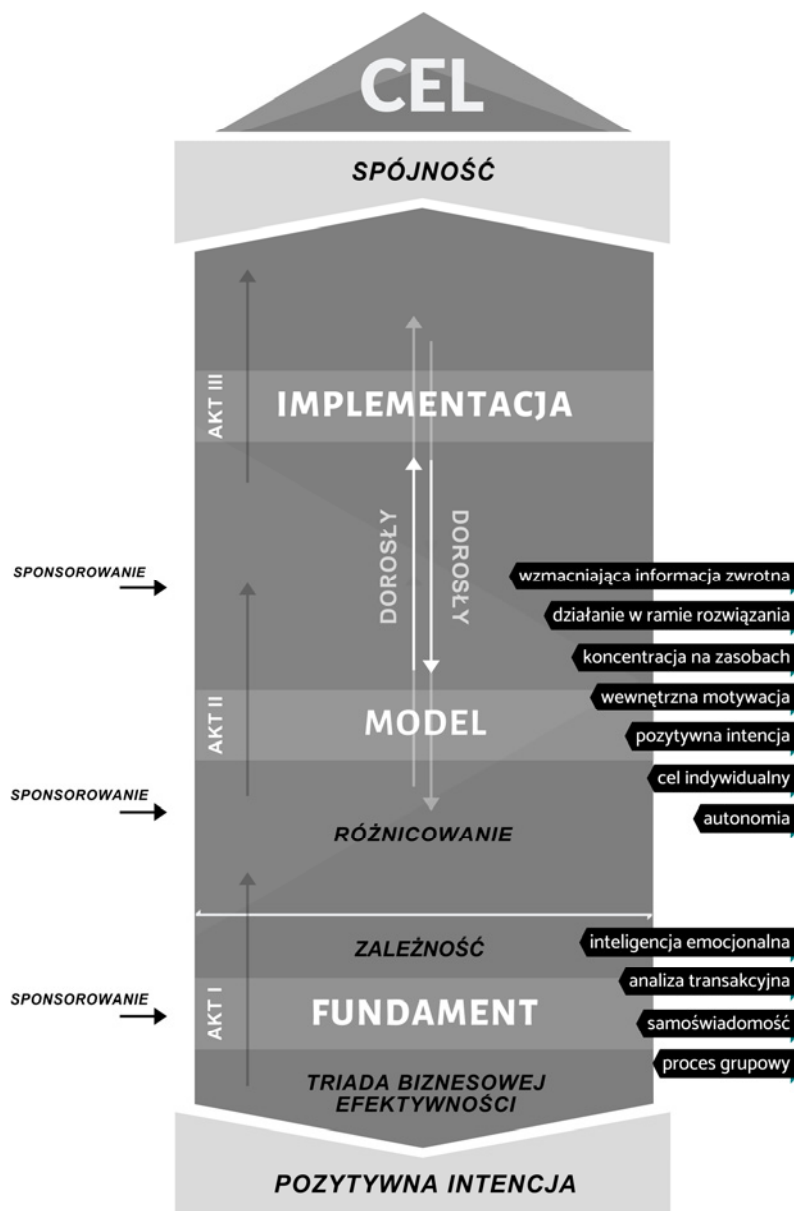 CEL
SPÓJNOŚĆ
AKT III
IMPLEMENTACJA
DOROSŁY
DOROSŁY
SPONSOROWANIE
wzmacniająca informacja zwrotna
działanie w ramie rozwiązania
koncentracja na zasobach
wewnętrzna motywacja
pozytywna intencja
cel indywidualny
autonomia
AKT II
MODEL
SPONSOROWANIE
RÓŻNICOWANIE
ZALEŻNOŚĆ
inteligencja emocjonalna
analiza transakcyjna
samoświadomość
proces grupowy
SPONSOROWANIE
AKT I
FUNDAMENT
TRIADA BIZNESOWEJ
EFEKTYWNOŚCI
POZYTYWNA INTENCJA